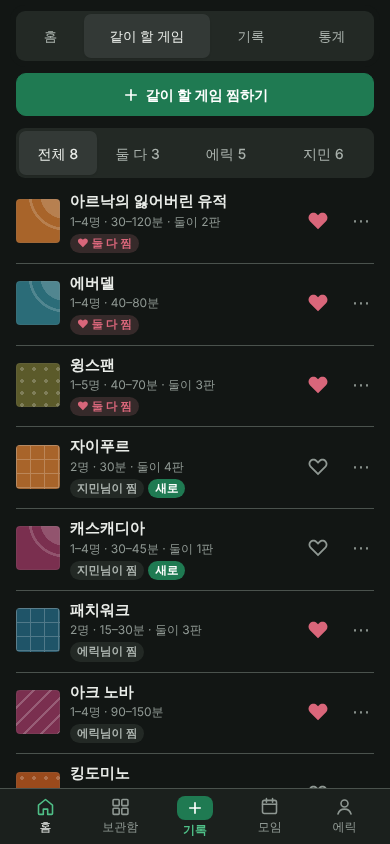 홈 같이 할 게임 기록 통계
+ 같이 할 게임 찜하기
전체 8 둘 다 3 에릭 5 지민 6
아르낙의 잃어버린 유적
1–4명 · 30–120분 · 둘이 2판
둘 다 찜
에버델
1–4명 · 40–80분
둘 다 찜
윙스팬
1–5명 · 40–70분 · 둘이 3판
둘 다 찜
자이푸르
2명 · 30분 · 둘이 4판
지민님이 찜 새로
캐스캐디아
1–4명 · 30–45분 · 둘이 1판
지민님이 찜 새로
패치워크
2명 · 15–30분 · 둘이 3판
에릭님이 찜
아크 노바
1–4명 · 90–150분
에릭님이 찜
킹도미노
홈 보관함 기록 모임 에릭